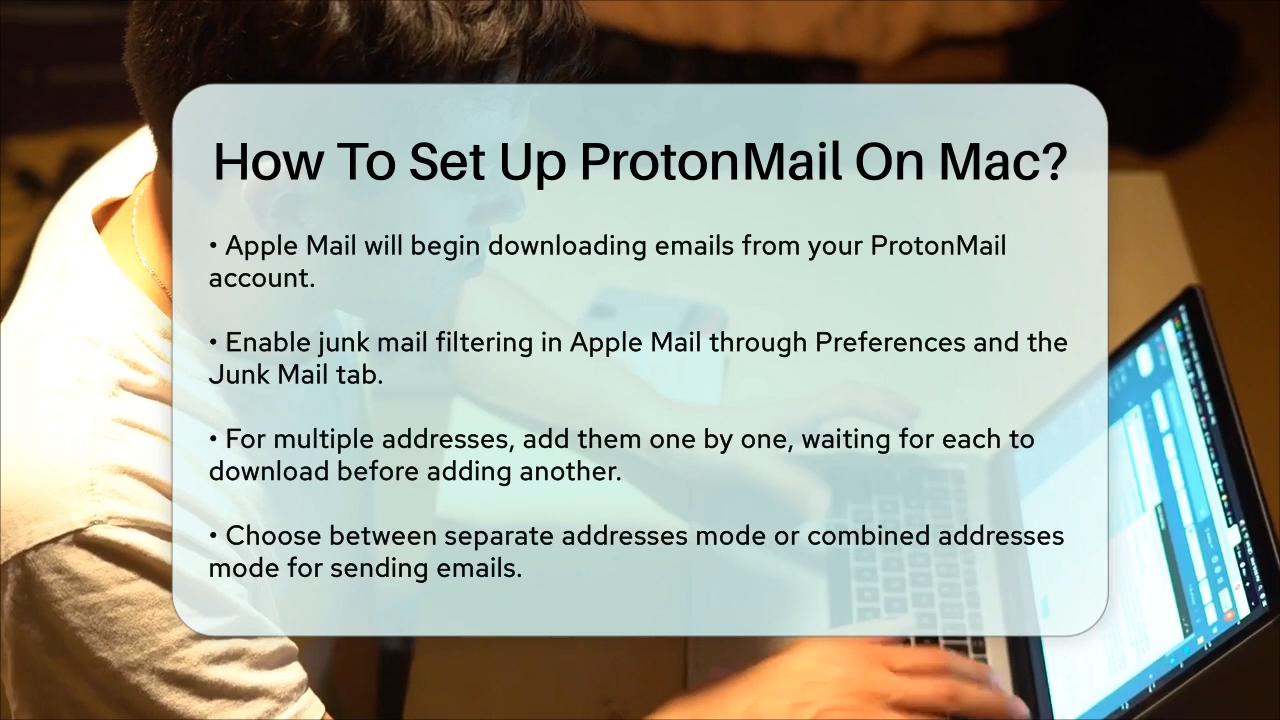 How To Set Up ProtonMail On Mac?
• Apple Mail will begin downloading emails from your ProtonMail
account.
• Enable junk mail filtering in Apple Mail through Preferences and the
Junk Mail tab.
• For multiple addresses, add them one by one, waiting for each to
download before adding another.
• Choose between separate addresses mode or combined addresses
mode for sending emails.